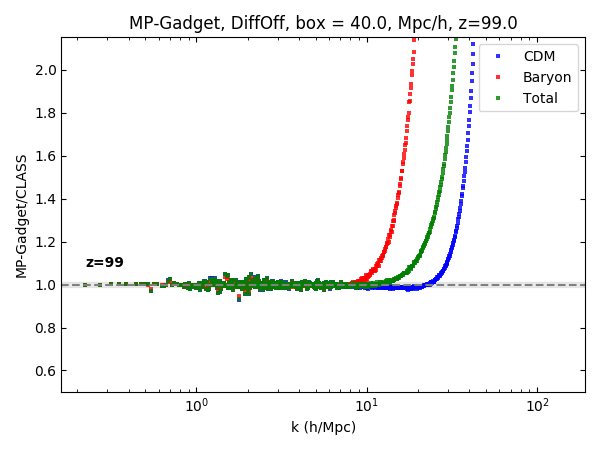 MP-Gadget, DiffOff, box = 40.0, Mpc/h, z=99.0
MP-Gadget/CLASS
2.0
1.8
1.6
1.4
1.2
1.0
0.8
0.6
CDM
Baryon
Total
z=99
10⁰
10¹
10²
k (h/Mpc)